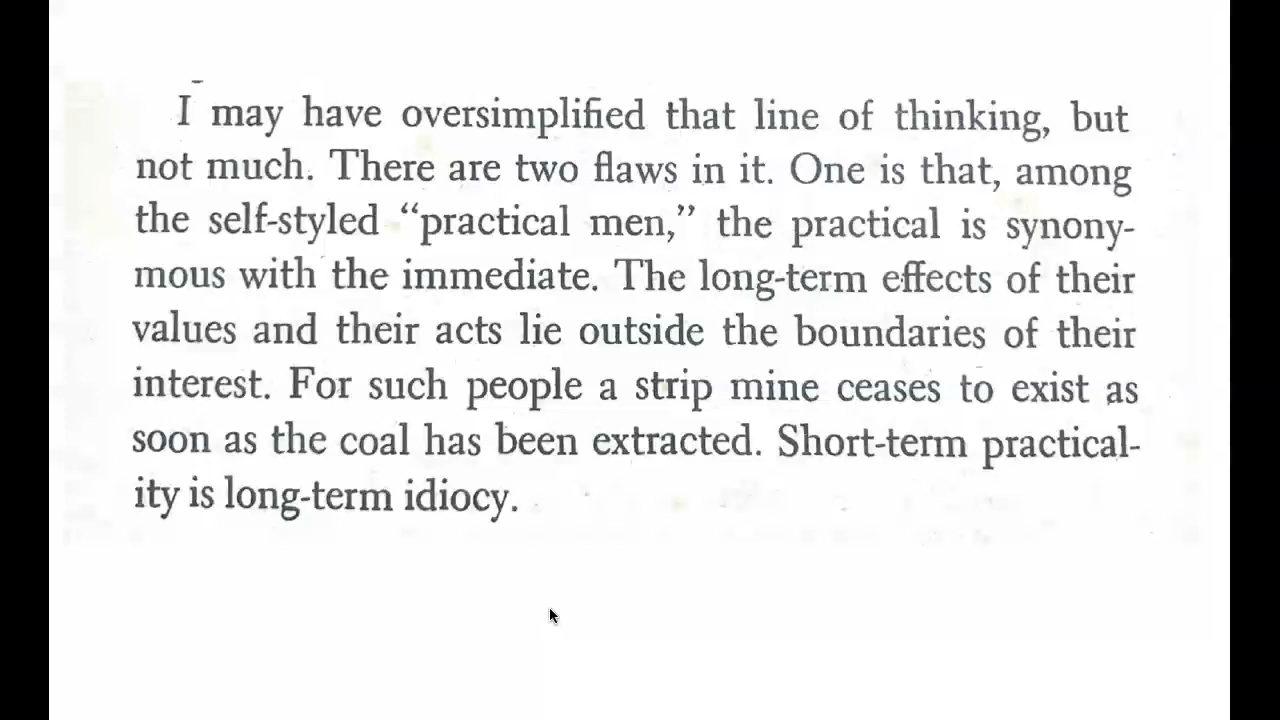 I may have oversimplified that line of thinking, but
not much. There are two flaws in it. One is that, among
the self-styled “practical men,” the practical is synony-
mous with the immediate. The long-term effects of their
values and their acts lie outside the boundaries of their
interest. For such people a strip mine ceases to exist as
soon as the coal has been extracted. Short-term practical-
ity is long-term idiocy.